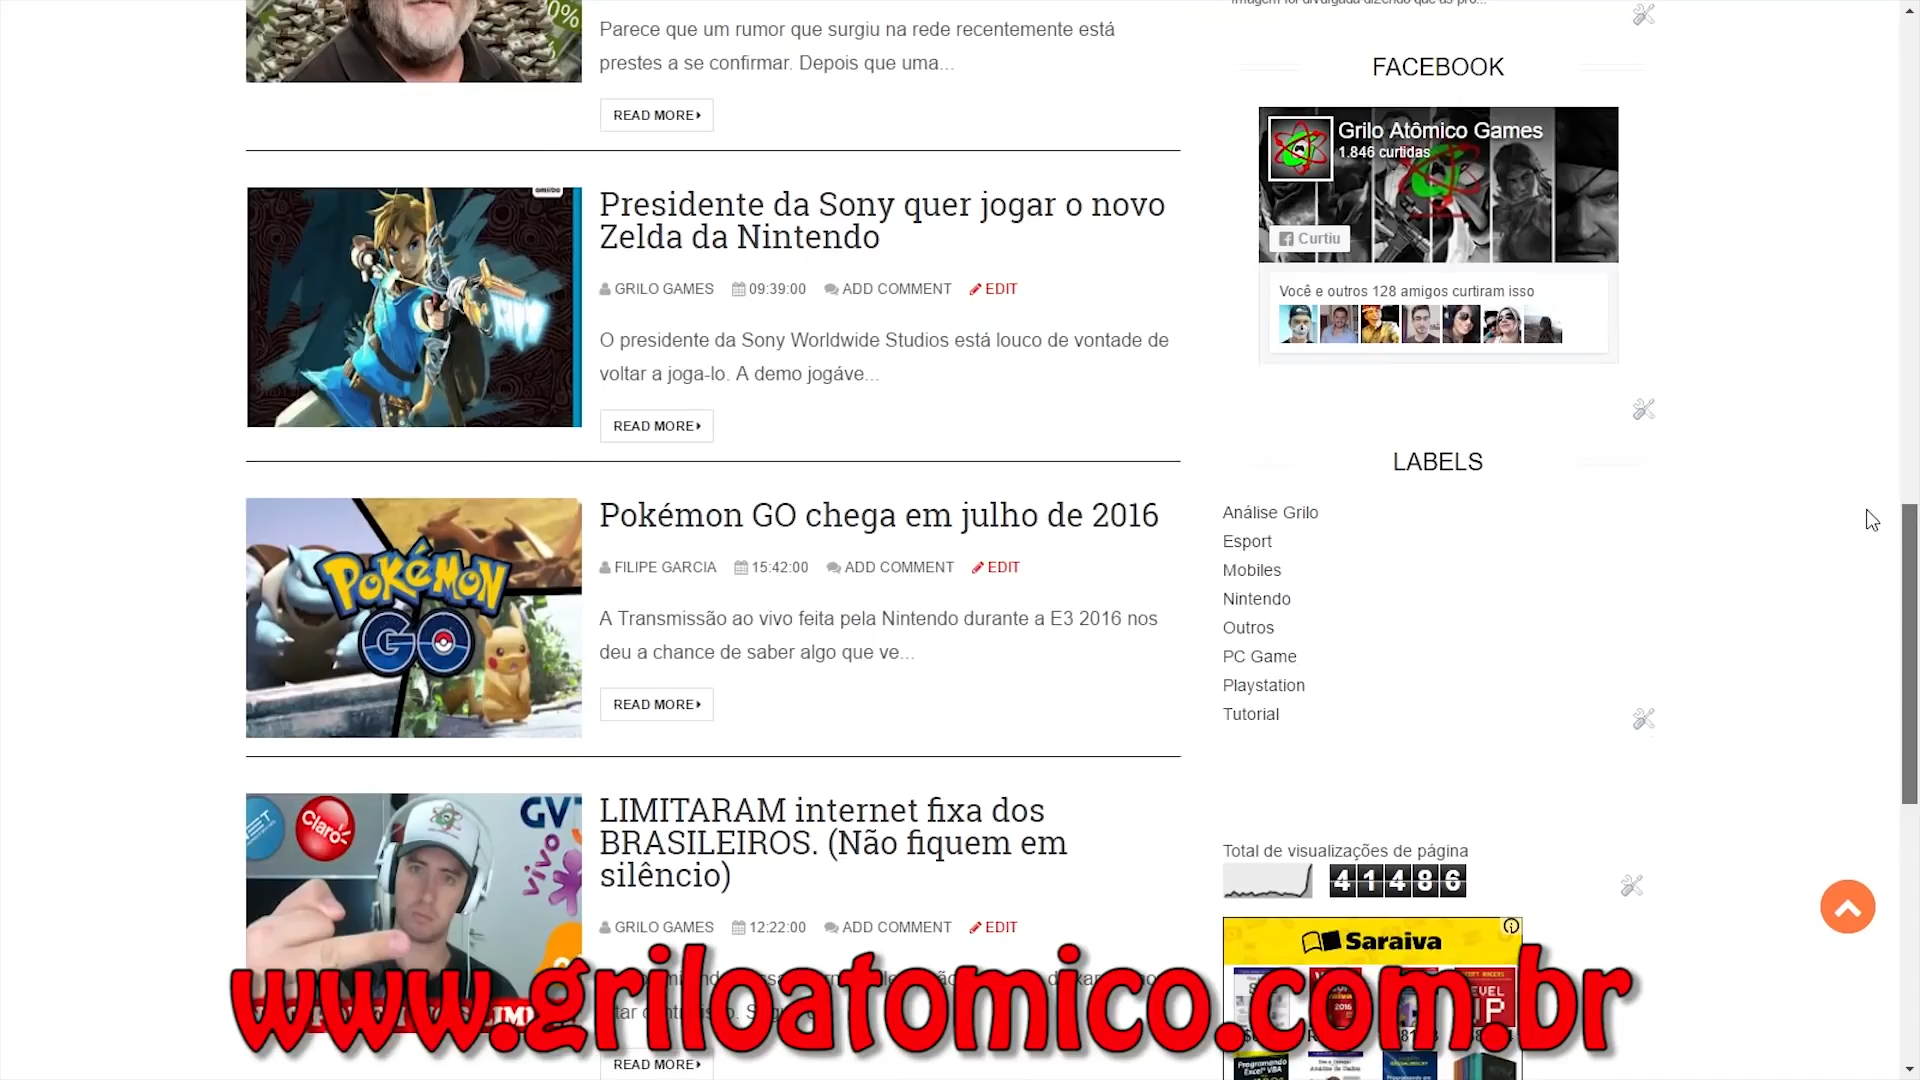 Parece que um rumor que surgiu na rede recentemente está
prestes a se confirmar. Depois que uma...
READ MORE
Presidente da Sony quer jogar o novo
Zelda da Nintendo
GRILO GAMES 09:39:00 ADD COMMENT EDIT
O presidente da Sony Worldwide Studios está louco de vontade de
voltar a joga-lo. A demo jogáve...
READ MORE
POKÉMON
GO
Pokémon GO chega em julho de 2016
FILIPE GARCIA 15:42:00 ADD COMMENT EDIT
A Transmissão ao vivo feita pela Nintendo durante a E3 2016 nos
deu a chance de saber algo que ve...
READ MORE
Claro
GVT
vivo
LIMITARAM internet fixa dos
BRASILEIROS. (Não fiquem em
silêncio)
GRILO GAMES 12:22:00 ADD COMMENT EDIT
READ MORE
FACEBOOK
Grilo Atômico Games
1.846 curtidas
Curtiu
Você e outros 128 amigos curtiram isso
LABELS
Análise Grilo
Esport
Mobiles
Nintendo
Outros
PC Game
Playstation
Tutorial
Total de visualizações de página
41486
Saraiva
Programando
Excel VBA
www.griloatomico.com.br